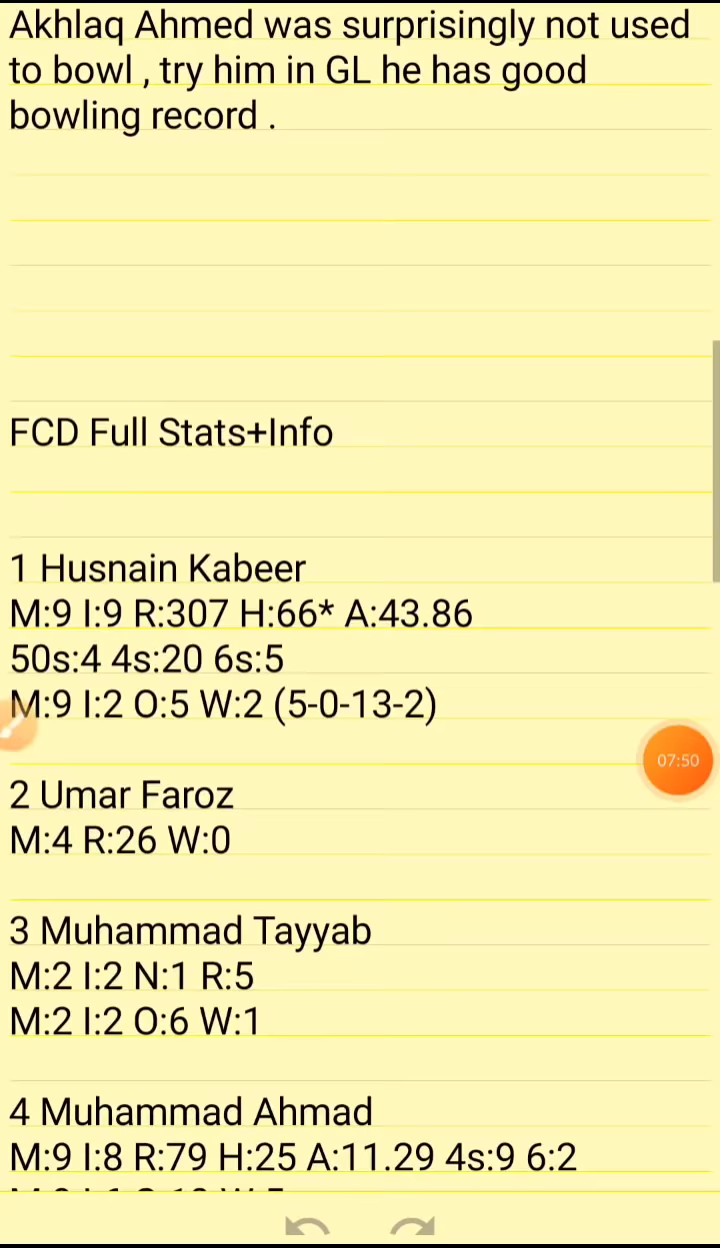 Akhlaq Ahmed was surprisingly not used
to bowl , try him in GL he has good
bowling record .
FCD Full Stats+Info
1 Husnain Kabeer
M:9 I:9 R:307 H:66* A:43.86
50s:4 4s:20 6s:5
M:9 I:2 O:5 W:2 (5-0-13-2)
07:50
2 Umar Faroz
M:4 R:26 W:0
3 Muhammad Tayyab
M:2 I:2 N:1 R:5
M:2 I:2 O:6 W:1
4 Muhammad Ahmad
M:9 I:8 R:79 H:25 A:11.29 4s:9 6:2